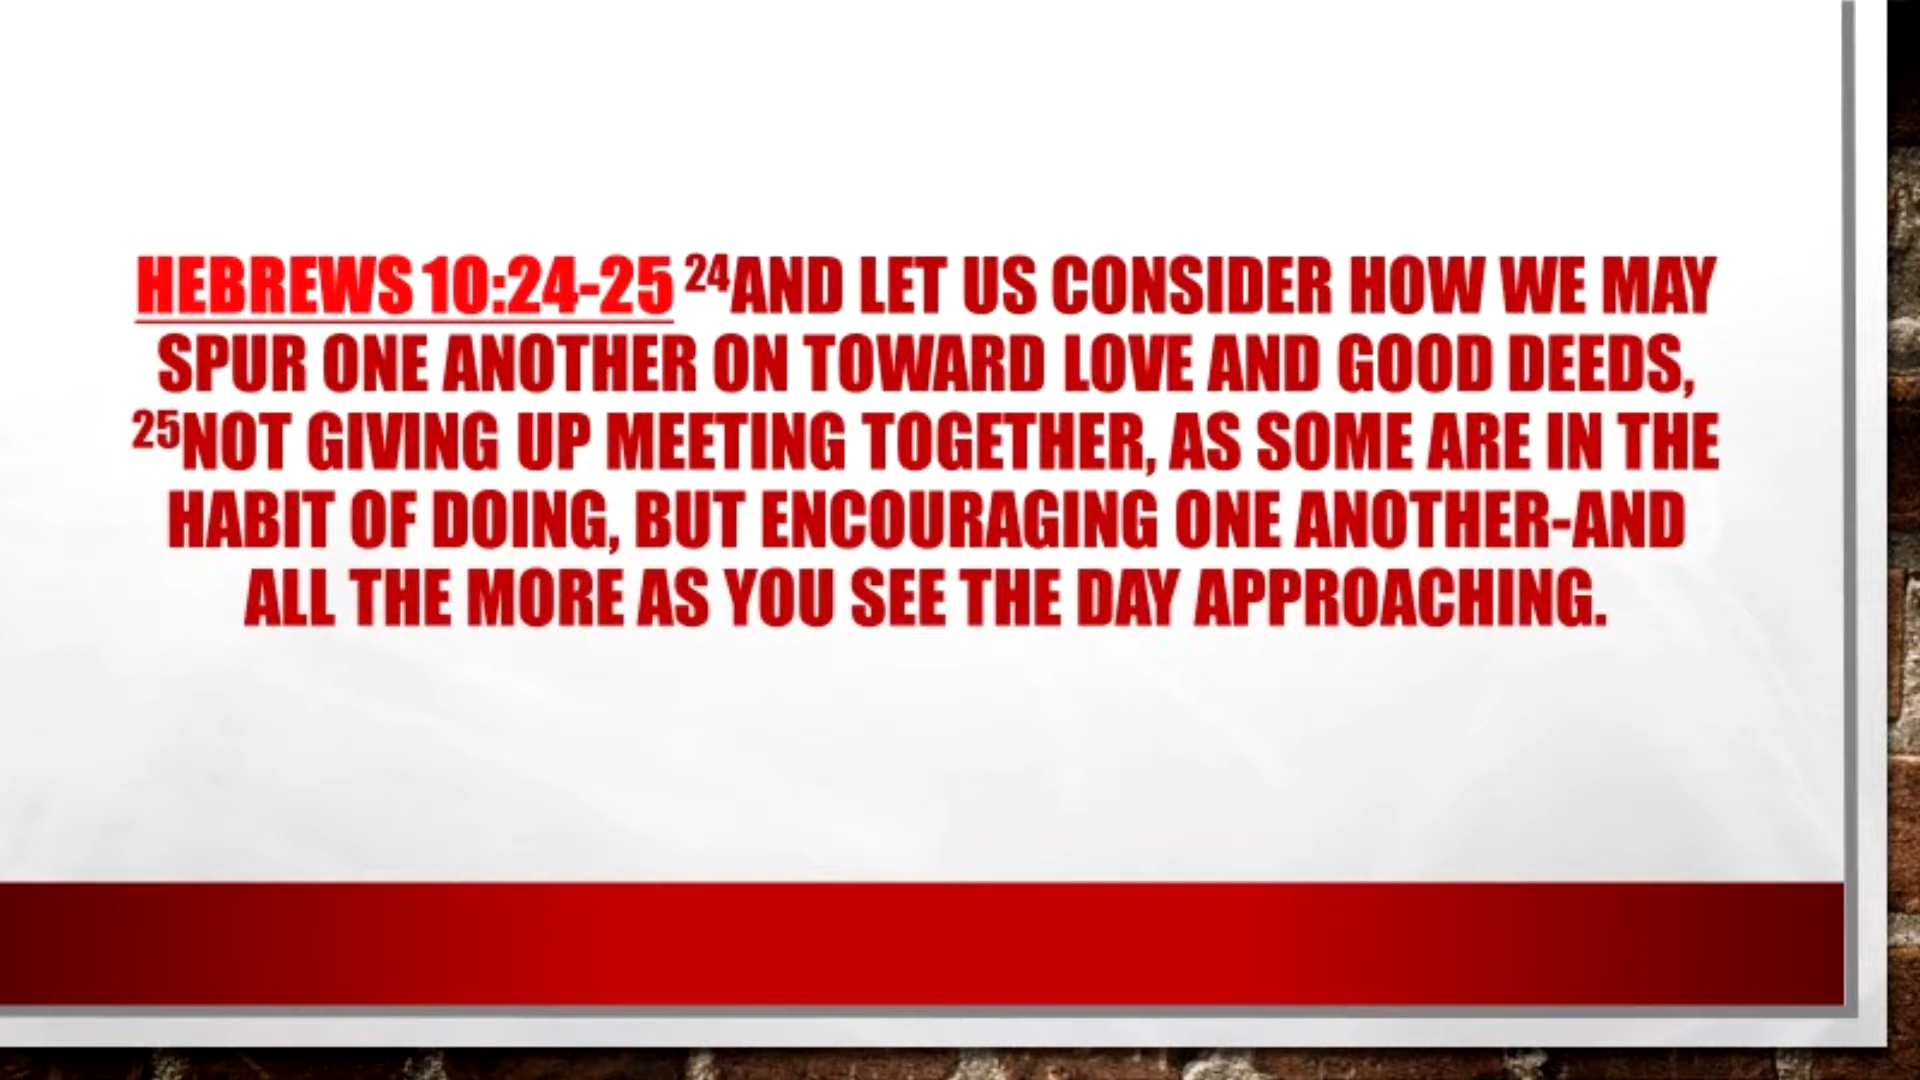 HEBREWS 10:24-25 24AND LET US CONSIDER HOW WE MAY
SPUR ONE ANOTHER ON TOWARD LOVE AND GOOD DEEDS,
25NOT GIVING UP MEETING TOGETHER, AS SOME ARE IN THE
HABIT OF DOING, BUT ENCOURAGING ONE ANOTHER-AND
ALL THE MORE AS YOU SEE THE DAY APPROACHING.